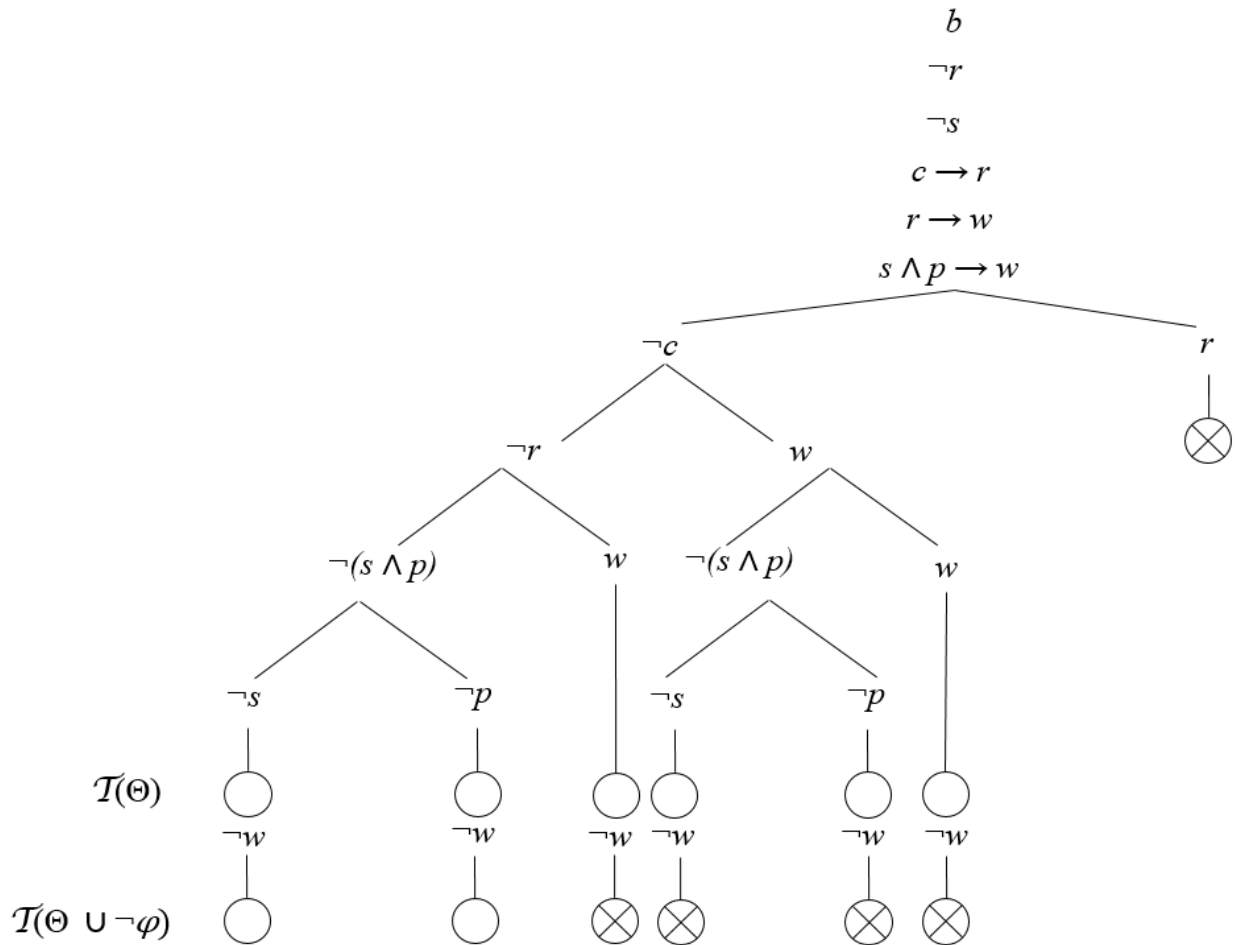 b
¬r
¬s
c → r
r → w
s ∧ p → w
¬c r
¬r w
¬(s ∧ p) w ¬(s ∧ p) w
¬s ¬p ¬s ¬p
𝒯(Θ)
¬w ¬w ¬w ¬w ¬w ¬w
𝒯(Θ ∪ ¬φ)